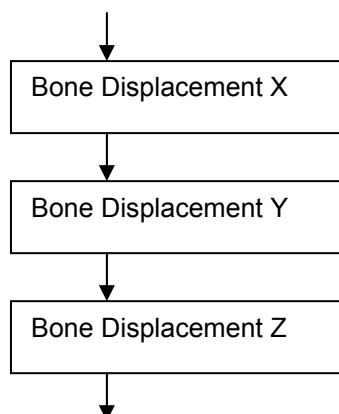 Bone Displacement X
Bone Displacement Y
Bone Displacement Z